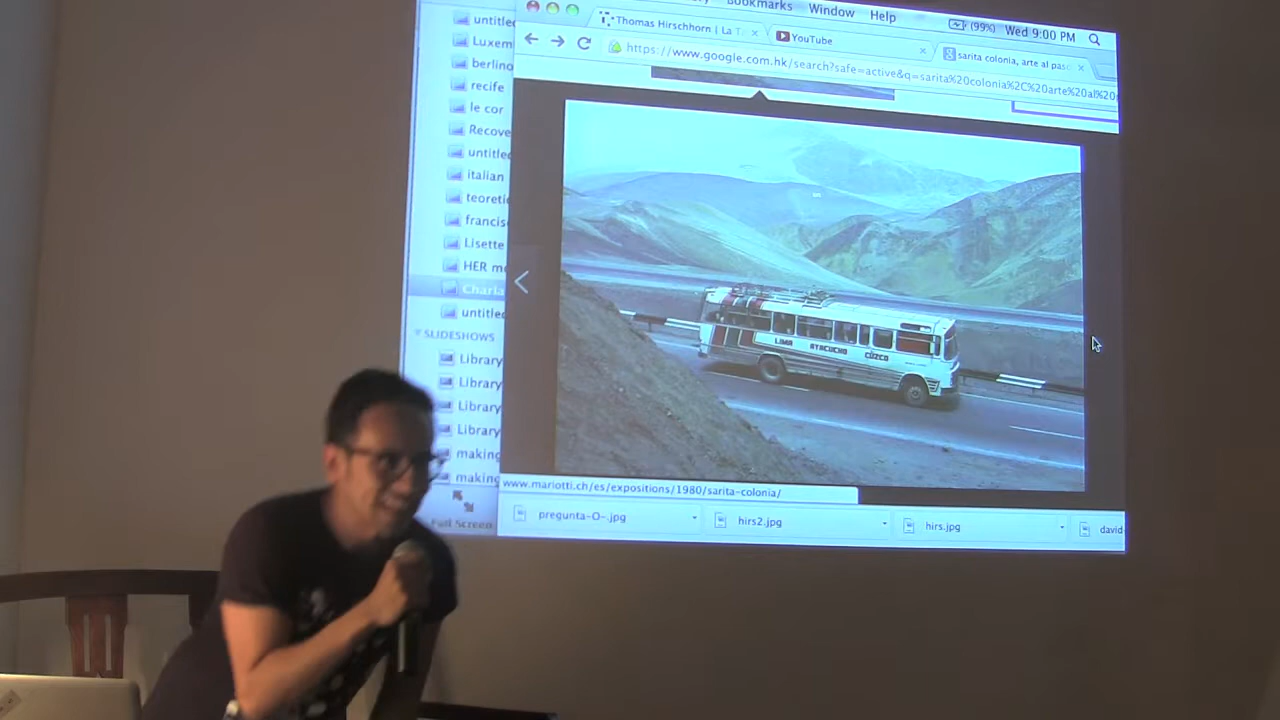 Bookmarks Window Help (99%) Wed 9:00 PM
Thomas Hirschhorn | La T
YouTube
sarita colonia, arte al pas
https://www.google.com.hk/search?safe=active&q=sarita%20colonia%2C%20arte%20al%20
untitle
Luxem
berlino
recife
le cor
Recove
untitle
italian
teoreti
francis
Lisette
HER m
Charla
untitle
SLIDESHOWS
Library
Library
Library
Library
making
making
Full Screen
LIMA AYACUCHO CUZCO
www.mariotti.ch/es/expositions/1980/sarita-colonia/
pregunta-O-.jpg
hirs2.jpg
hirs.jpg
david